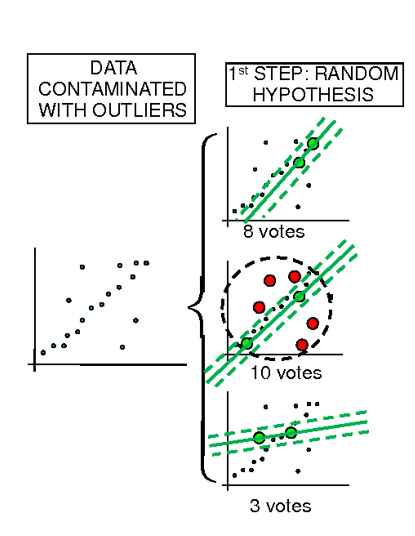 DATA
CONTAMINATED
WITH OUTLIERS
1st STEP: RANDOM
HYPOTHESIS
8 votes
10 votes
3 votes